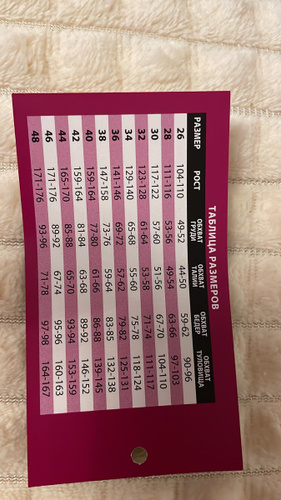 ТАБЛИЦА РАЗМЕРОВ
РАЗМЕР РОСТ ОБХВАТ ГРУДИ ОБХВАТ ТАЛИИ ОБХВАТ БЕДЕР ОБХВАТ ТУЛОВИЩА
26 104-110 49-52 44-50 59-62 90-96
28 111-116 53-56 49-54 63-66 97-103
30 117-122 57-60 51-56 67-70 104-110
32 123-128 61-64 53-58 71-74 111-117
34 129-140 65-68 55-60 75-78 118-124
36 141-146 69-72 57-62 79-82 125-131
38 147-158 73-76 59-64 83-85 132-138
40 159-164 77-80 61-66 86-88 139-145
42 159-164 81-84 63-68 89-92 146-152
44 165-170 85-88 65-70 93-94 153-159
46 171-176 89-92 67-74 95-96 160-163
48 171-176 93-96 71-78 97-98 164-167